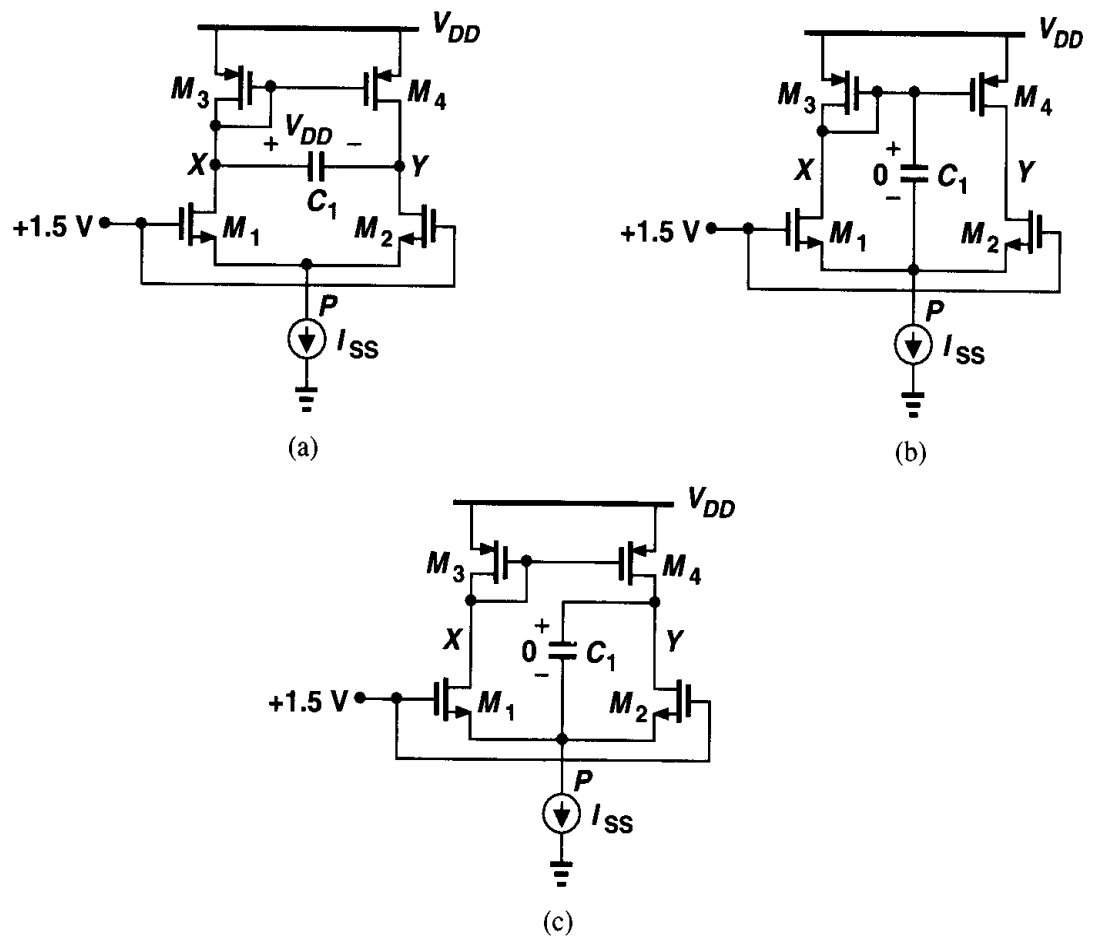 V_DD
M_3
M_4
+ V_DD −
X
Y
C_1
+1.5 V
M_1
M_2
P
I_SS
(a)
V_DD
M_3
M_4
+
0
−
C_1
X
Y
+1.5 V
M_1
M_2
P
I_SS
(b)
V_DD
M_3
M_4
X
+
0
−
C_1
Y
+1.5 V
M_1
M_2
P
I_SS
(c)